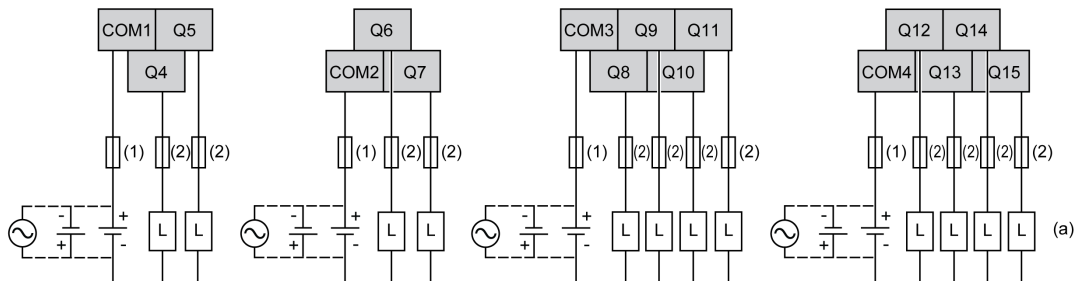 COM1 Q5 Q6 COM3 Q9 Q11 Q12 Q14
Q4 COM2 Q7 Q8 Q10 COM4 Q13 Q15
(1) (2) (2) (1) (2) (2) (1) (2) (2) (2) (2) (1) (2) (2) (2) (2)
- + - + - + - +
L L L L L L L L L L L L (a)
+ - + - + - + -